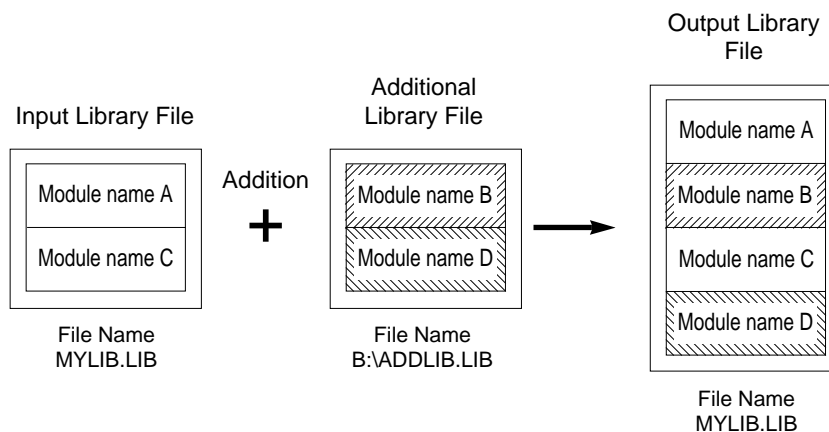 Input Library File
Module name A
Module name C
File Name
MYLIB.LIB
Addition
+
Additional
Library File
Module name B
Module name D
File Name
B:\ADDLIB.LIB
Output Library
File
Module name A
Module name B
Module name C
Module name D
File Name
MYLIB.LIB